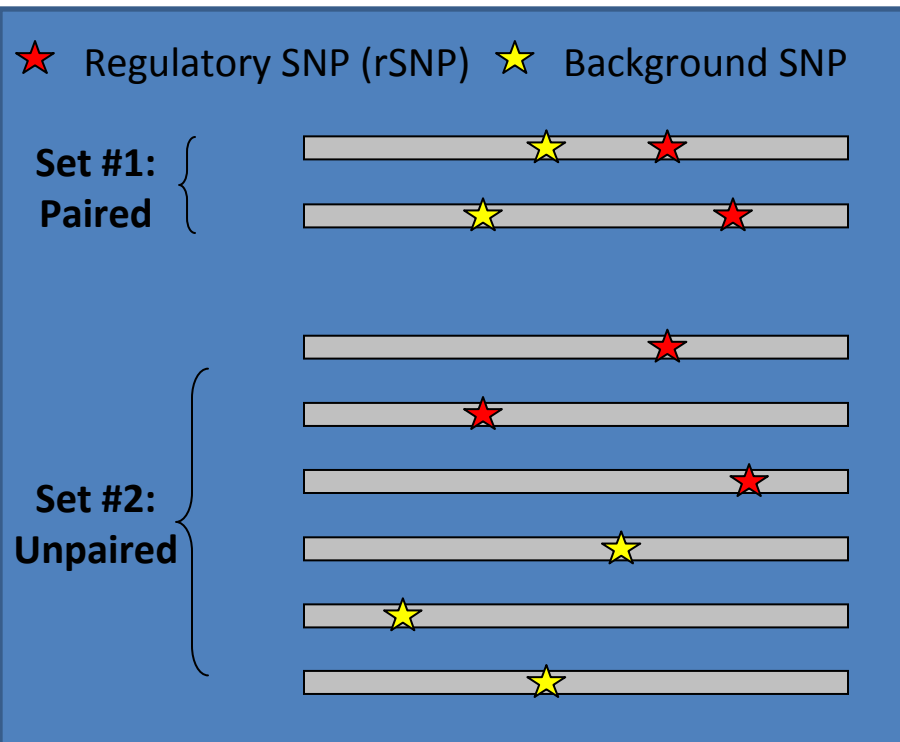 Regulatory SNP (rSNP) Background SNP
Set #1:
Paired
Set #2:
Unpaired